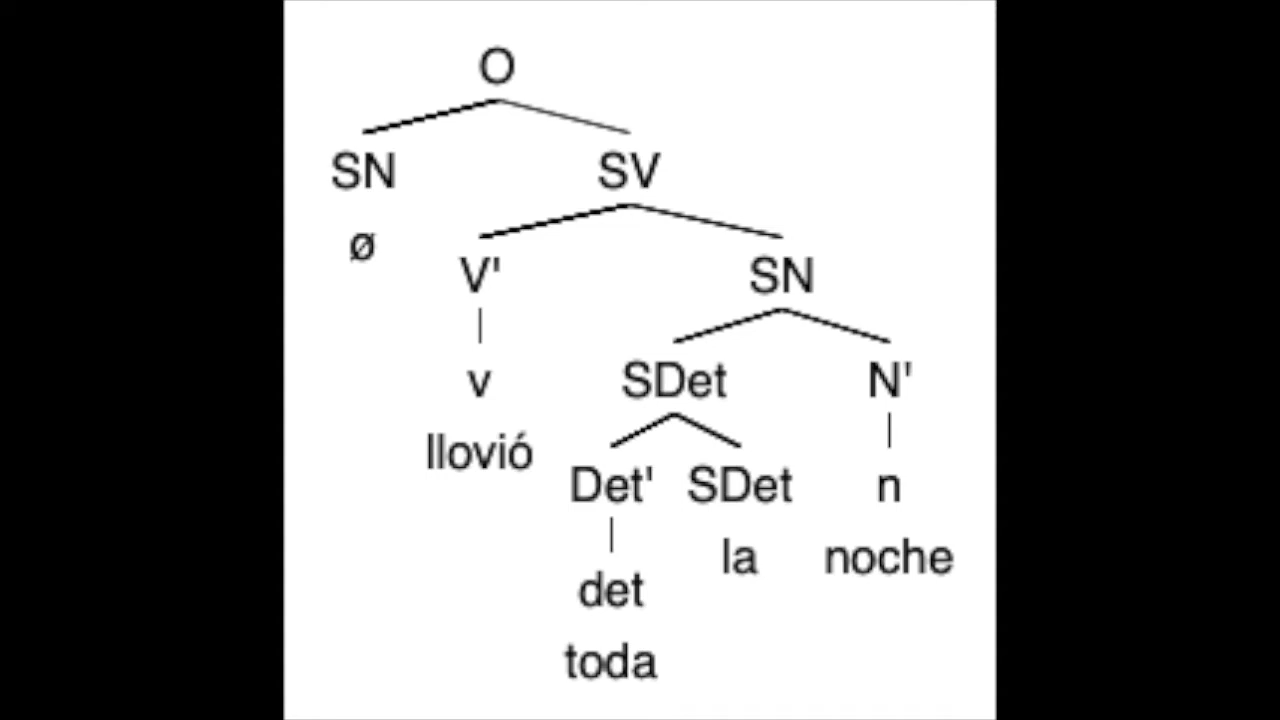 O
SN SV
ø
V' SN
v SDet N'
llovió
Det' SDet n
la noche
det
toda